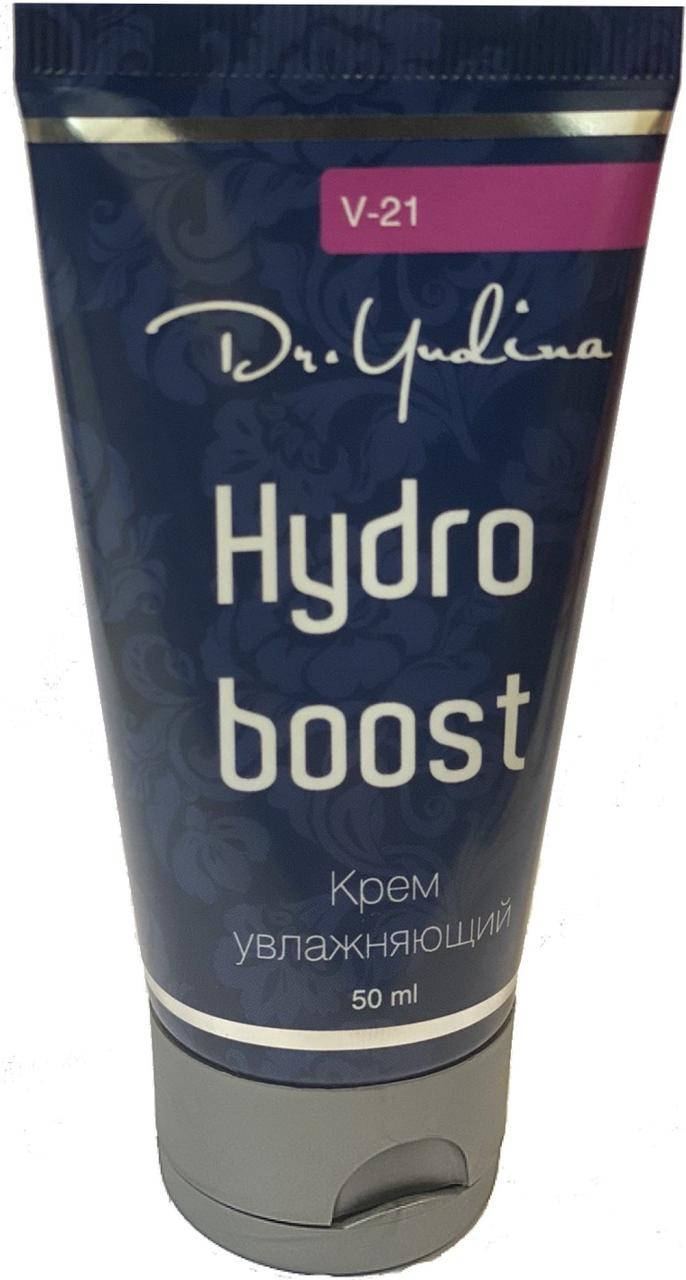 V-21
Dr. Yudina
Hydro
boost
Крем
увлажняющий
50 ml